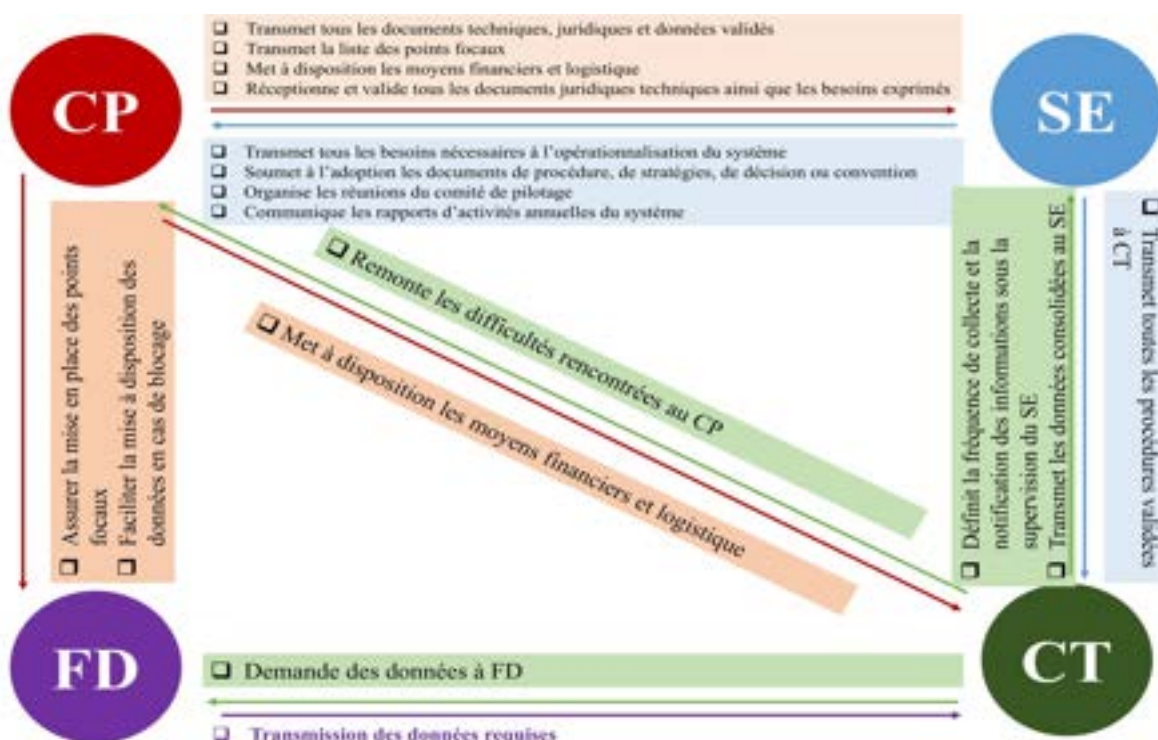 ❑ Transmet tous les documents techniques, juridiques et données validés
❑ Transmet la liste des points focaux
❑ Met à disposition les moyens financiers et logistique
❑ Réceptionne et valide tous les documents juridiques techniques ainsi que les besoins exprimés
CP
SE
❑ Transmet tous les besoins nécessaires à l'opérationnalisation du système
❑ Soumet à l'adoption les documents de procédure, de stratégies, de décision ou convention
❑ Organise les réunions du comité de pilotage
❑ Communique les rapports d'activités annuelles du système
❑ Assurer la mise en place des points
focaux
❑ Faciliter la mise à disposition des
données en cas de blocage
❑ Remonte les difficultés rencontrées au CP
❑ Met à disposition les moyens financiers et logistique
❑ Définit la fréquence de collecte et la
notification des informations sous la
supervision du SE
❑ Transmet les données consolidées au SE
❑ Transmet toutes les procédures validées
à CT
FD
CT
❑ Demande des données à FD
❑ Transmission des données requises